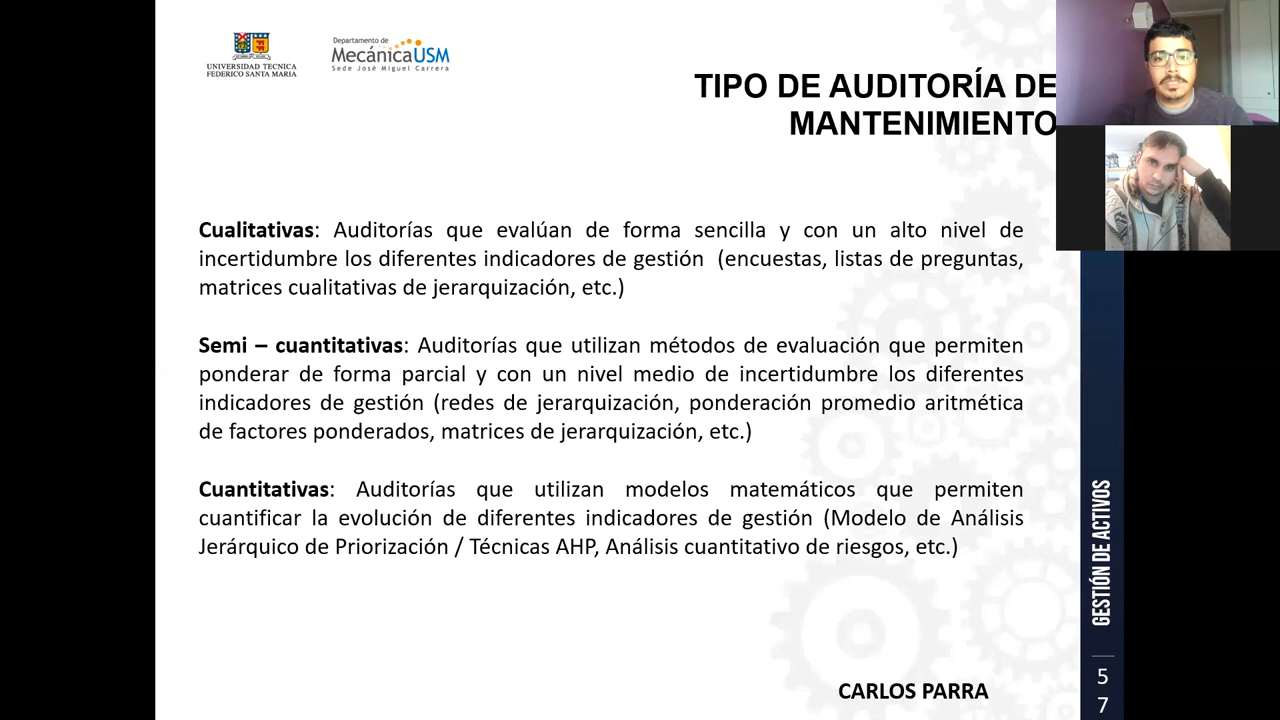 UNIVERSIDAD TECNICA
FEDERICO SANTA MARIA
Departamento de
MecánicaUSM
Sede José Miguel Carrera
TIPO DE AUDITORÍA DE
MANTENIMIENTO
Cualitativas: Auditorías que evalúan de forma sencilla y con un alto nivel de
incertidumbre los diferentes indicadores de gestión (encuestas, listas de preguntas,
matrices cualitativas de jerarquización, etc.)
Semi – cuantitativas: Auditorías que utilizan métodos de evaluación que permiten
ponderar de forma parcial y con un nivel medio de incertidumbre los diferentes
indicadores de gestión (redes de jerarquización, ponderación promedio aritmética
de factores ponderados, matrices de jerarquización, etc.)
Cuantitativas: Auditorías que utilizan modelos matemáticos que permiten
cuantificar la evolución de diferentes indicadores de gestión (Modelo de Análisis
Jerárquico de Priorización / Técnicas AHP, Análisis cuantitativo de riesgos, etc.)
CARLOS PARRA
GESTIÓN DE ACTIVOS
5
7